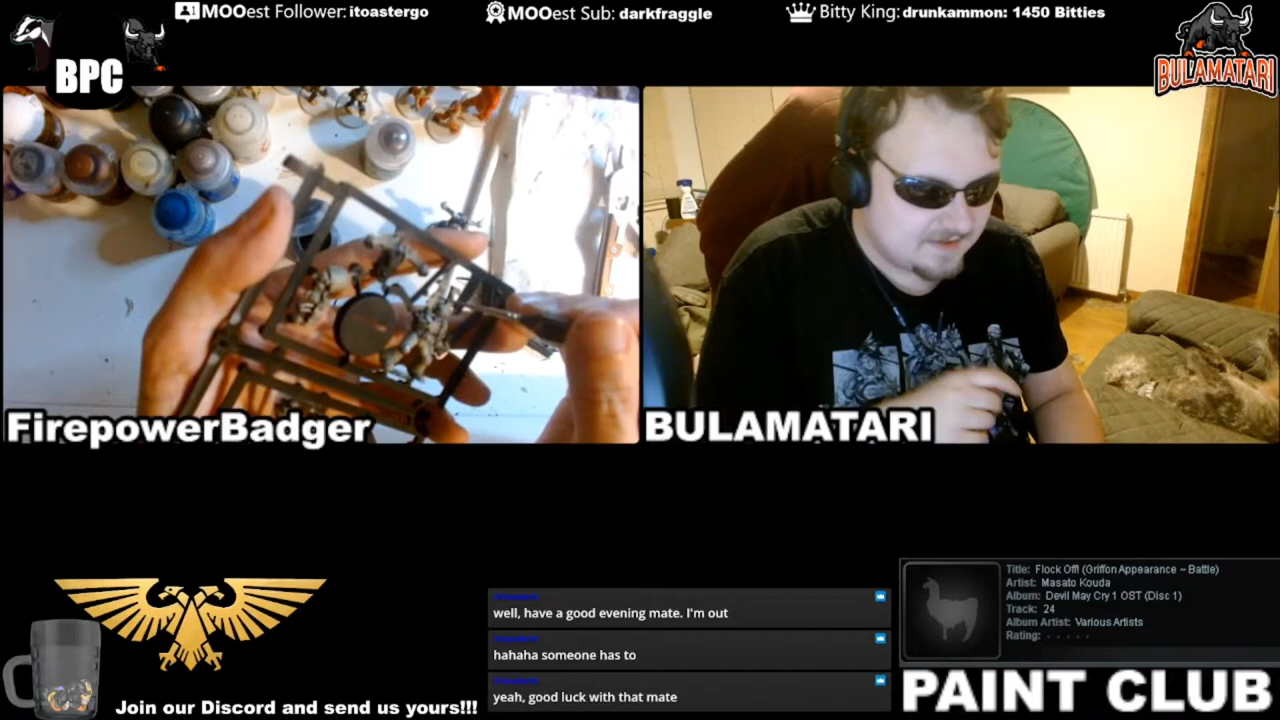 MOOest Follower: itoastergo
MOOest Sub: darkfraggle
Bitty King: drunkammon: 1450 Bitties
BPC
BULAMATARI
FirepowerBadger
BULAMATARI
well, have a good evening mate. I'm out
hahaha someone has to
yeah, good luck with that mate
Title: Flock Off! (Griffon Appearance ~ Battle)
Artist: Masato Kouda
Album: Devil May Cry 1 OST (Disc 1)
Track: 24
Album Artist: Various Artists
Rating:
Join our Discord and send us yours!!!
PAINT CLUB